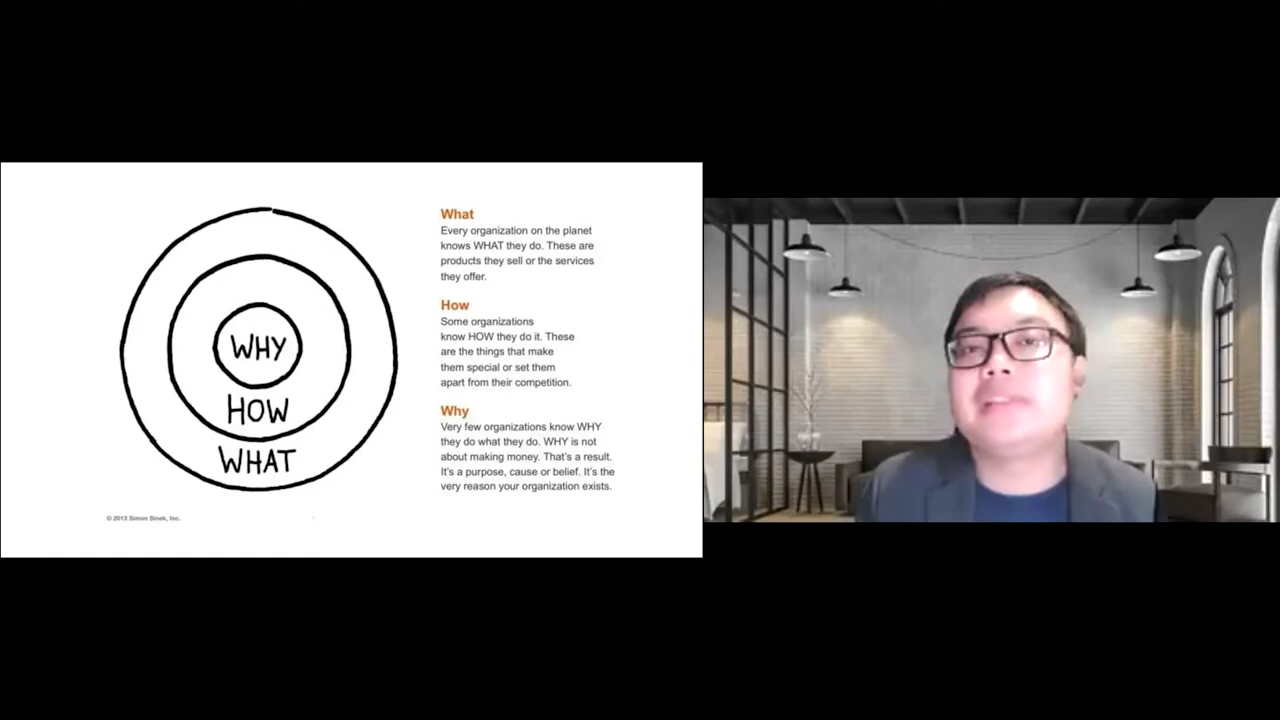 WHY
HOW
WHAT
What
Every organization on the planet
knows WHAT they do. These are
products they sell or the services
they offer.
How
Some organizations
know HOW they do it. These
are the things that make
them special or set them
apart from their competition.
Why
Very few organizations know WHY
they do what they do. WHY is not
about making money. That's a result.
It's a purpose, cause or belief. It's the
very reason your organization exists.
© 2013 Simon Sinek, Inc.